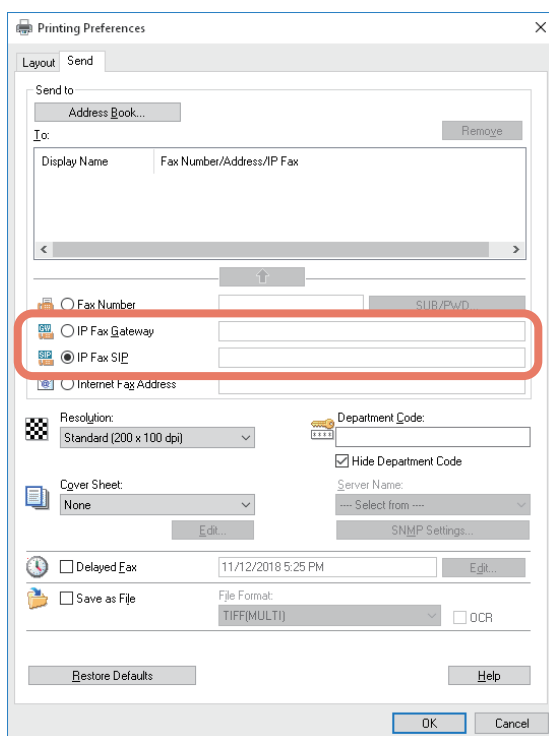 Printing Preferences
Layout Send
Send to
Address Book...
To:
Remove
Display Name Fax Number/Address/IP Fax
Fax Number SUB/PWD
GW IP Fax Gateway
SIP IP Fax SIP
Internet Fax Address
Resolution:
Standard (200 x 100 dpi)
Department Code:
Hide Department Code
Cover Sheet:
None
Edit...
Server Name:
---- Select from ----
SNMP Settings...
Delayed Fax 11/12/2018 5:25 PM Edit...
Save as File
File Format:
TIFF(MULTI) OCR
Restore Defaults Help
OK Cancel